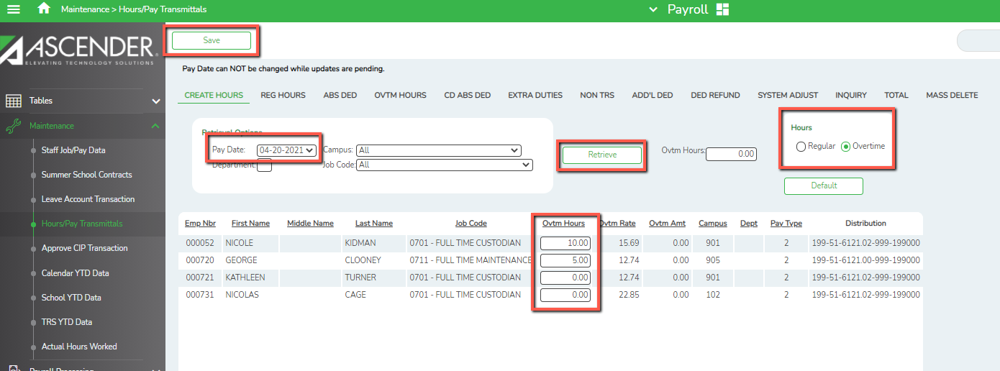 Maintenance > Hours/Pay Transmittals
Payroll
ASCENDER®
ELEVATING TECHNOLOGY SOLUTIONS
Save
Pay Date can NOT be changed while updates are pending.
Tables
Maintenance
Staff Job/Pay Data
Summer School Contracts
Leave Account Transaction
Hours/Pay Transmittals
Approve CIP Transaction
Calendar YTD Data
School YTD Data
TRS YTD Data
Actual Hours Worked
Payroll Processing
CREATE HOURS REG HOURS ABS DED OVTM HOURS CD ABS DED EXTRA DUTIES NON TRS ADD'L DED DED REFUND SYSTEM ADJUST INQUIRY TOTAL MASS DELETE
Retrieval Options
Pay Date: 04-20-2021 Campus: All
Department: Job Code: All
Retrieve
Ovtm Hours: 0.00
Hours
Regular Overtime
Default
Emp Nbr First Name Middle Name Last Name Job Code Ovtm Hours Ovtm Rate Ovtm Amt Campus Dept Pay Type Distribution
000052 NICOLE KIDMAN 0701 - FULL TIME CUSTODIAN 10.00 15.69 0.00 901 2 199-51-6121.02-999-199000
000720 GEORGE CLOONEY 0711 - FULL TIME MAINTENANCE 5.00 12.74 0.00 905 2 199-51-6121.00-999-199000
000721 KATHLEEN TURNER 0701 - FULL TIME CUSTODIAN 0.00 12.74 0.00 901 2 199-51-6121.02-999-199000
000731 NICOLAS CAGE 0701 - FULL TIME CUSTODIAN 0.00 22.85 0.00 102 2 199-51-6121.02-999-199000